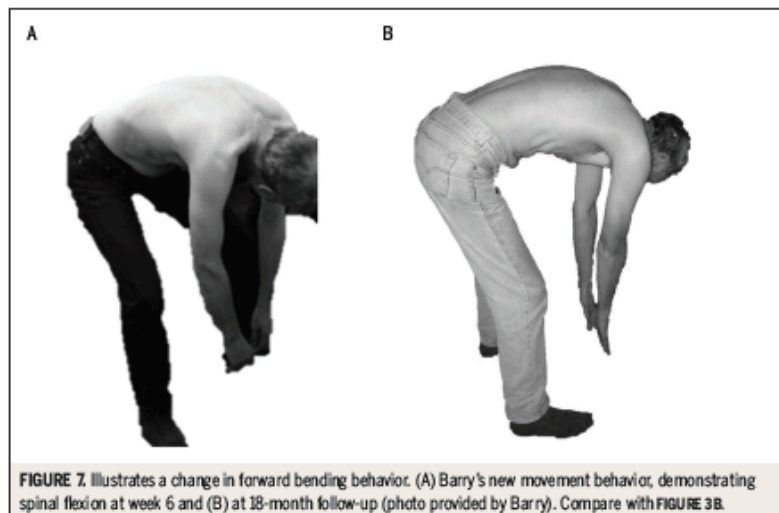 A
B
FIGURE 7. Illustrates a change in forward bending behavior. (A) Barry's new movement behavior, demonstrating
spinal flexion at week 6 and (B) at 18-month follow-up (photo provided by Barry). Compare with FIGURE 3B.